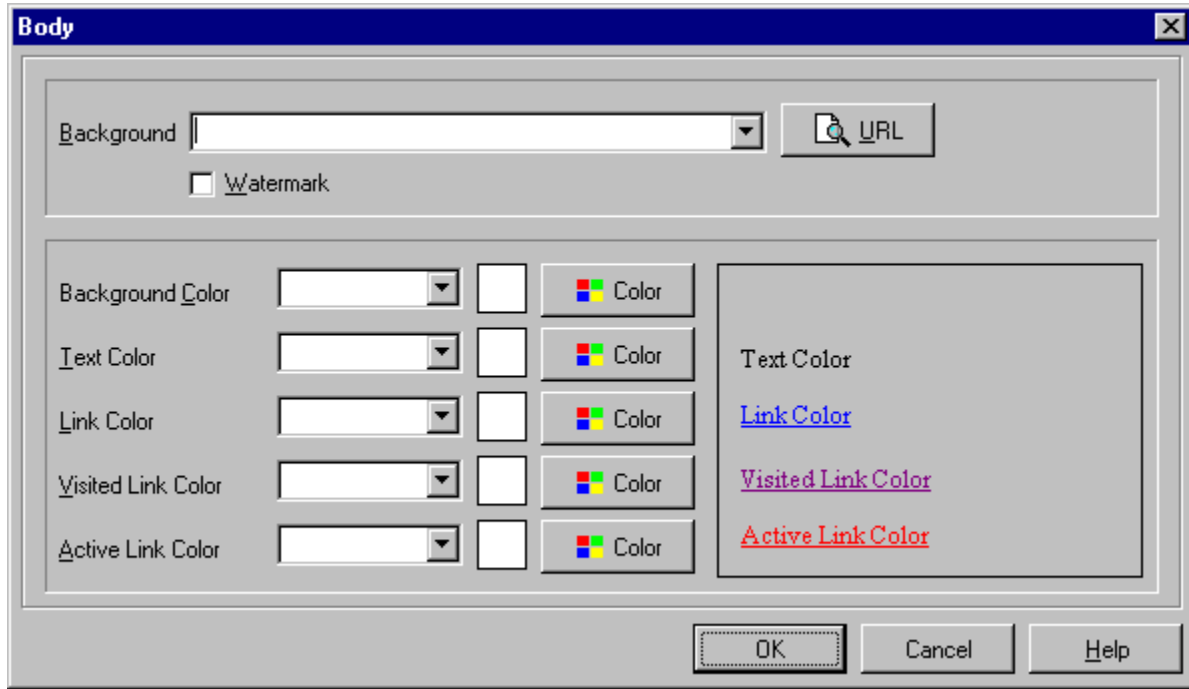 Body
Background
URL
Watermark
Background Color
Color
Text Color
Color
Text Color
Link Color
Color
Link Color
Visited Link Color
Color
Visited Link Color
Active Link Color
Color
Active Link Color
OK
Cancel
Help